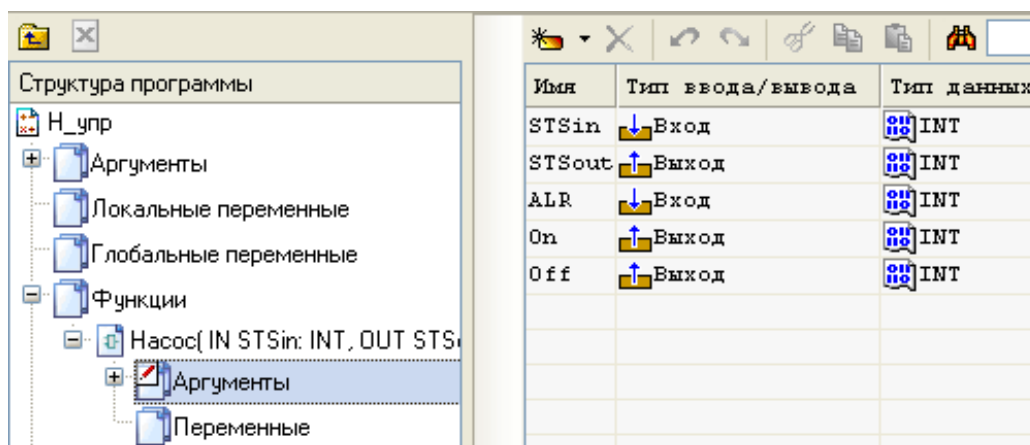 Структура программы
Н_упр
Аргументы
Локальные переменные
Глобальные переменные
Функции
Насос( IN STSin: INT, OUT STS
Аргументы
Переменные
Имя Тип ввода/вывода Тип данных
STSin Вход INT
STSout Выход INT
ALR Вход INT
On Выход INT
Off Выход INT